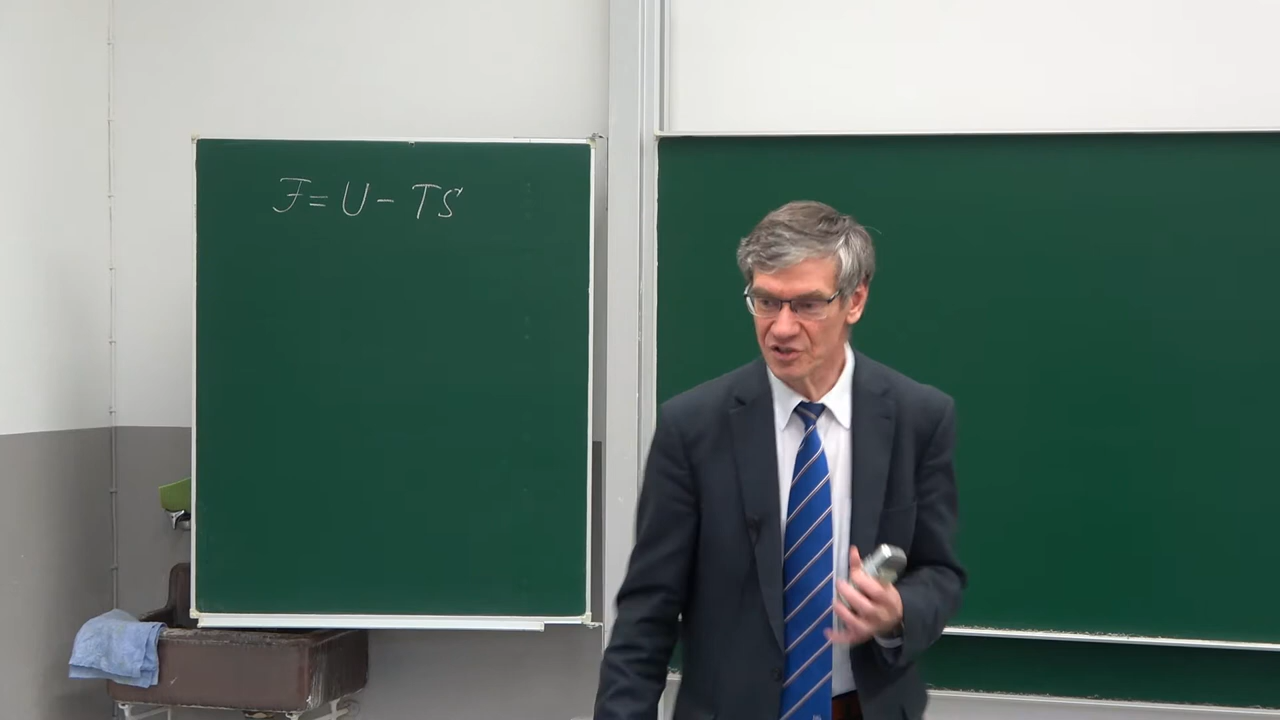 F = U - TS